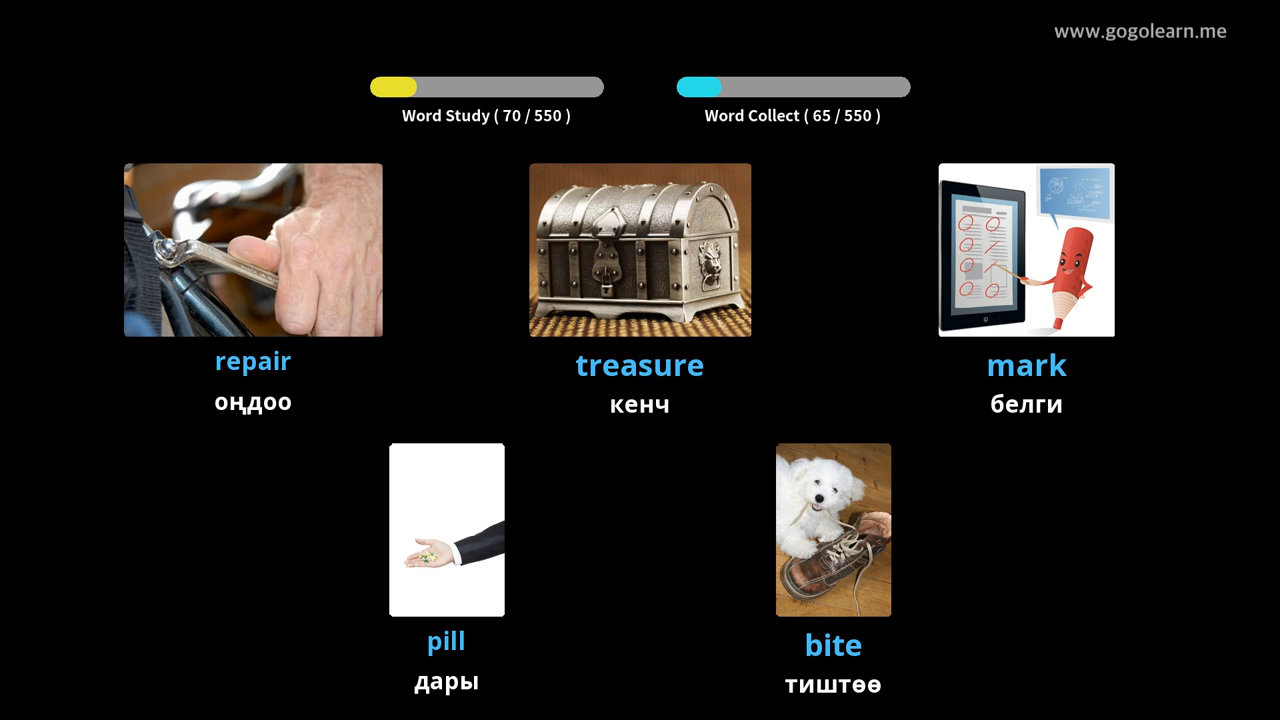 www.gogolearn.me
Word Study ( 70 / 550 )
Word Collect ( 65 / 550 )
repair
оңдоо
treasure
кенч
mark
белги
pill
дары
bite
тиштөө